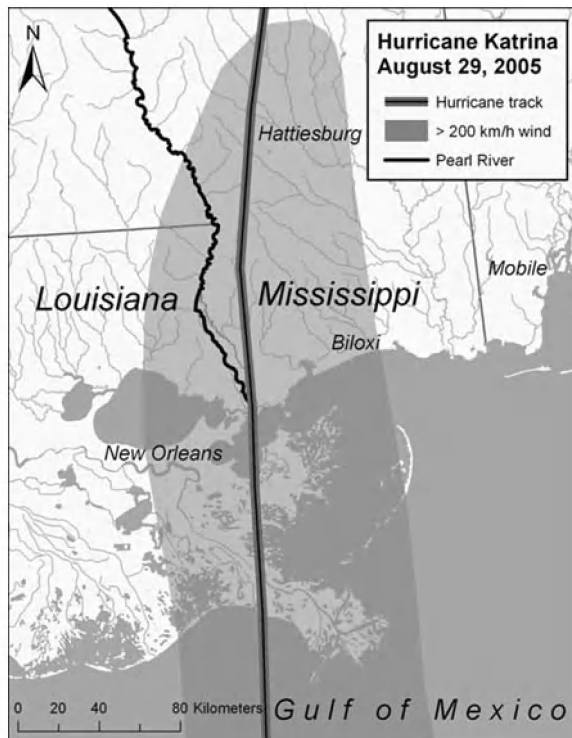 N
Hurricane Katrina
August 29, 2005
Hurricane track
> 200 km/h wind
Pearl River
Hattiesburg
Mobile
Louisiana
Mississippi
Biloxi
New Orleans
0 20 40 80 Kilometers
Gulf of Mexico